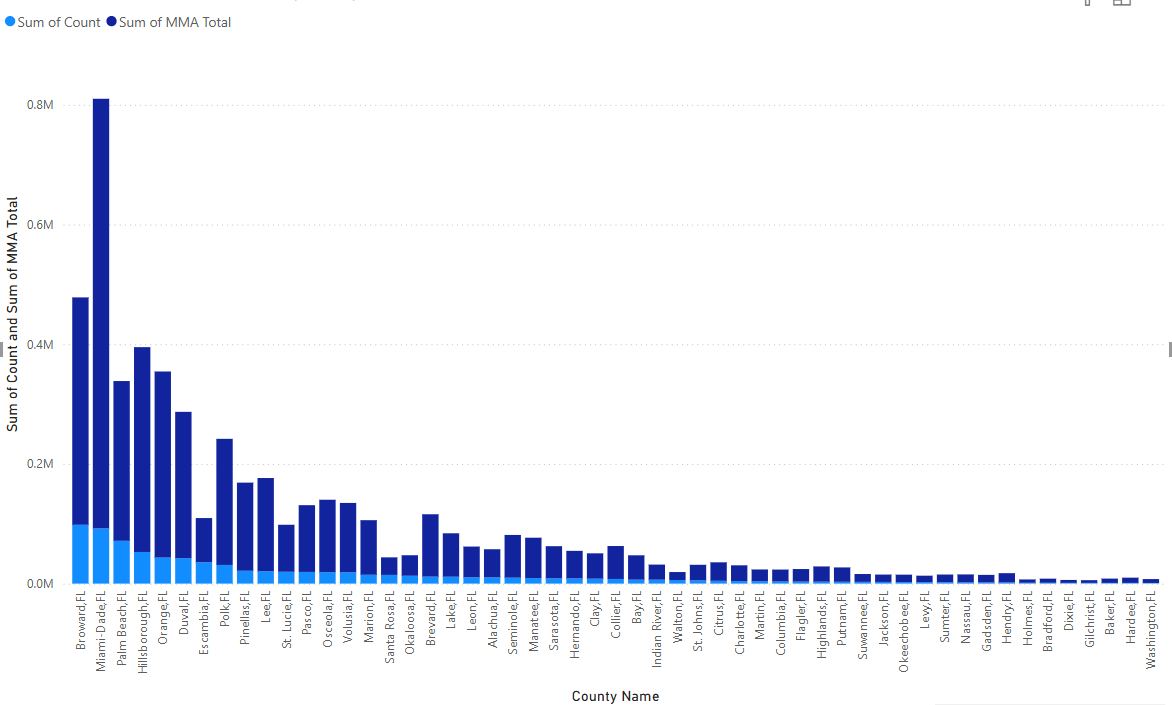 Sum of Count Sum of MMA Total
0.8M
0.6M
0.4M
0.2M
0.0M
Sum of Count and Sum of MMA Total
Broward,FL
Miami-Dade,FL
Palm Beach,FL
Hillsborough,FL
Orange,FL
Duval,FL
Escambia,FL
Polk,FL
Pinellas,FL
Lee,FL
St. Lucie,FL
Pasco,FL
Osceola,FL
Volusia,FL
Marion,FL
Santa Rosa,FL
Okaloosa,FL
Brevard,FL
Lake,FL
Leon,FL
Alachua,FL
Seminole,FL
Manatee,FL
Sarasota,FL
Hernando,FL
Clay,FL
Collier,FL
Bay,FL
Indian River,FL
Walton,FL
St. Johns,FL
Citrus,FL
Charlotte,FL
Martin,FL
Columbia,FL
Flagler,FL
Highlands,FL
Putnam,FL
Suwannee,FL
Jackson,FL
Okeechobee,FL
Levy,FL
Sumter,FL
Nassau,FL
Gadsden,FL
Hendry,FL
Holmes,FL
Bradford,FL
Dixie,FL
Gilchrist,FL
Baker,FL
Hardee,FL
Washington,FL
County Name